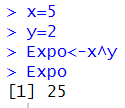 > x=5
> y=2
> Expo<-x^y
> Expo
[1] 25